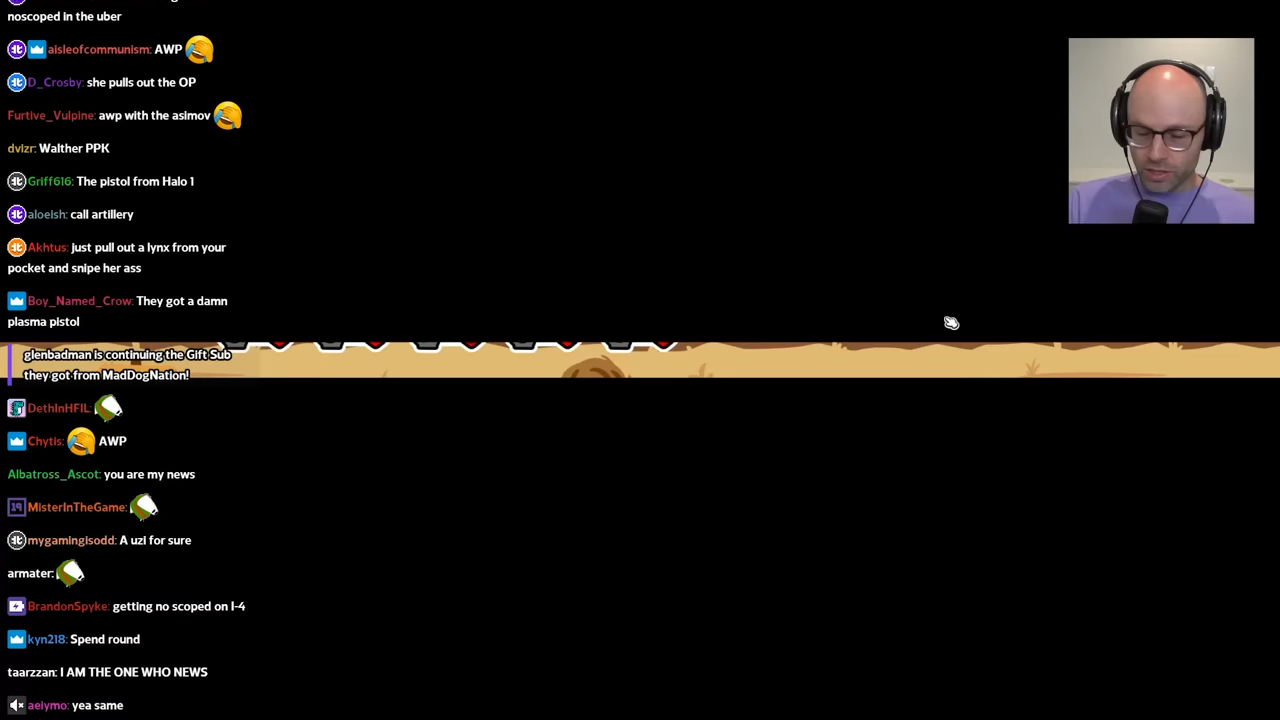 noscoped in the uber
aisleofcommunism: AWP
D_Crosby: she pulls out the OP
Furtive_Vulpine: awp with the asimov
dvizr: Walther PPK
Griff616: The pistol from Halo 1
aloeish: call artillery
Akhtus: just pull out a lynx from your
pocket and snipe her ass
Boy_Named_Crow: They got a damn
plasma pistol
glenbadman is continuing the Gift Sub
they got from MadDogNation!
DethInHFIL:
Chytis: AWP
Albatross_Ascot: you are my news
19 MisterInTheGame:
mygamingisodd: A uzi for sure
armater:
BrandonSpyke: getting no scoped on I-4
kyn218: Spend round
taarzzan: I AM THE ONE WHO NEWS
aeiymo: yea same